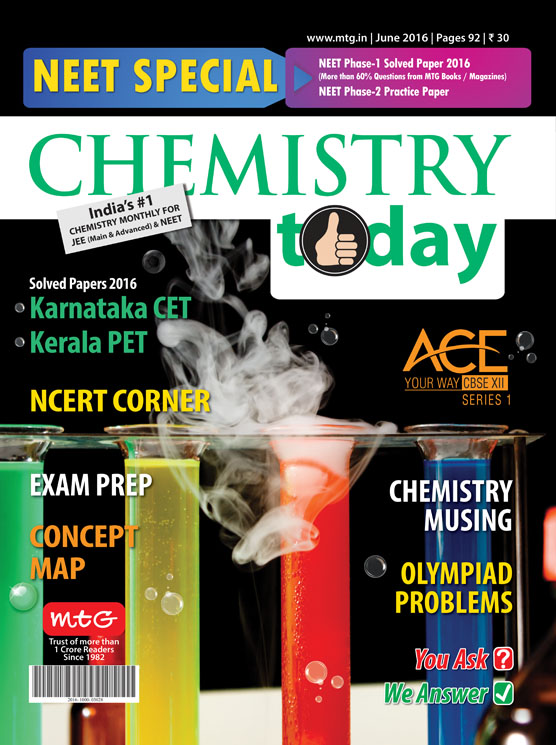 www.mtg.in | June 2016 | Pages 92 | ₹ 30
NEET SPECIAL
NEET Phase-1 Solved Paper 2016
(More than 60% Questions from MTG Books / Magazines)
NEET Phase-2 Practice Paper
CHEMISTRY
today
India's #1
CHEMISTRY MONTHLY FOR
JEE (Main & Advanced) & NEET
Solved Papers 2016
Karnataka CET
Kerala PET
ACE
YOUR WAY CBSE XII
SERIES 1
NCERT CORNER
EXAM PREP
CONCEPT
MAP
CHEMISTRY
MUSING
OLYMPIAD
PROBLEMS
mtG
Trust of more than
1 Crore Readers
Since 1982
You Ask ?
We Answer